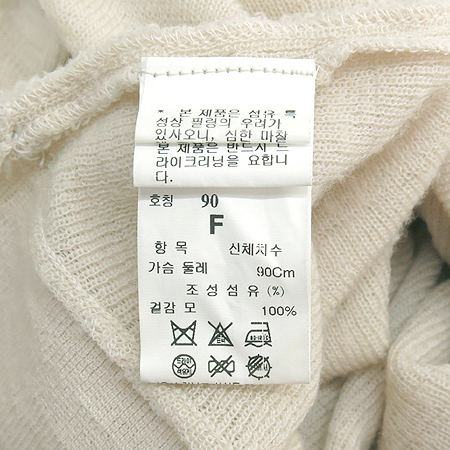 * 본 제품은 섬유 특
성상 필링의 우려가
있사오니, 심한 마찰
본 제품은 반드시 드
라이크리닝을 요합니
다.
호칭 90
F
항 목 신체치수
가슴 둘레 90Cm
조 성 섬 유 (%)
겉감 모 100%
드라이